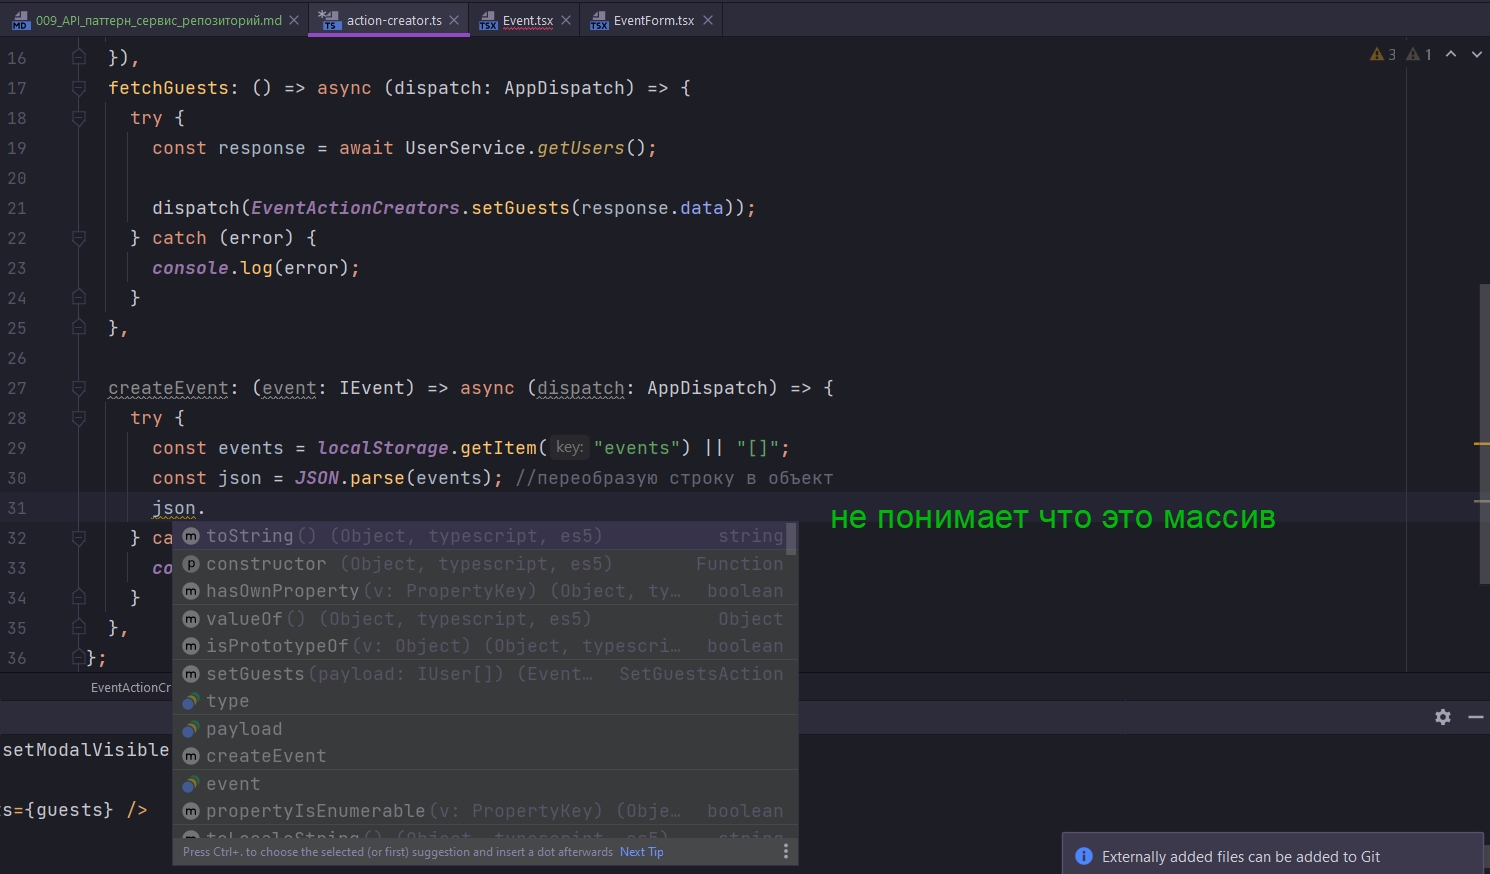 009_API_паттерн_сервис_репозиторий.md
action-creator.ts
Event.tsx
EventForm.tsx
3 1
16 }),
17 fetchGuests: () => async (dispatch: AppDispatch) => {
18 try {
19 const response = await UserService.getUsers();
20
21 dispatch(EventActionCreators.setGuests(response.data));
22 } catch (error) {
23 console.log(error);
24 }
25 },
26
27 createEvent: (event: IEvent) => async (dispatch: AppDispatch) => {
28 try {
29 const events = localStorage.getItem( key: "events") || "[]";
30 const json = JSON.parse(events); //переобразую строку в объект
31 json.
не понимает что это массив
32 } ca
33 co
34 }
35 },
36 };
m toString() (Object, typescript, es5) string
p constructor (Object, typescript, es5) Function
m hasOwnProperty(v: PropertyKey) (Object, ty… boolean
m valueOf() (Object, typescript, es5) Object
m isPrototypeOf(v: Object) (Object, typescri… boolean
m setGuests(payload: IUser[]) (Event… SetGuestsAction
type
payload
m createEvent
event
m propertyIsEnumerable(v: PropertyKey) (Obje… boolean
m toLocaleString() (Object, typescript, es5) string
Press Ctrl+. to choose the selected (or first) suggestion and insert a dot afterwards Next Tip
EventActionCr
setModalVisible
s={guests} />
Externally added files can be added to Git